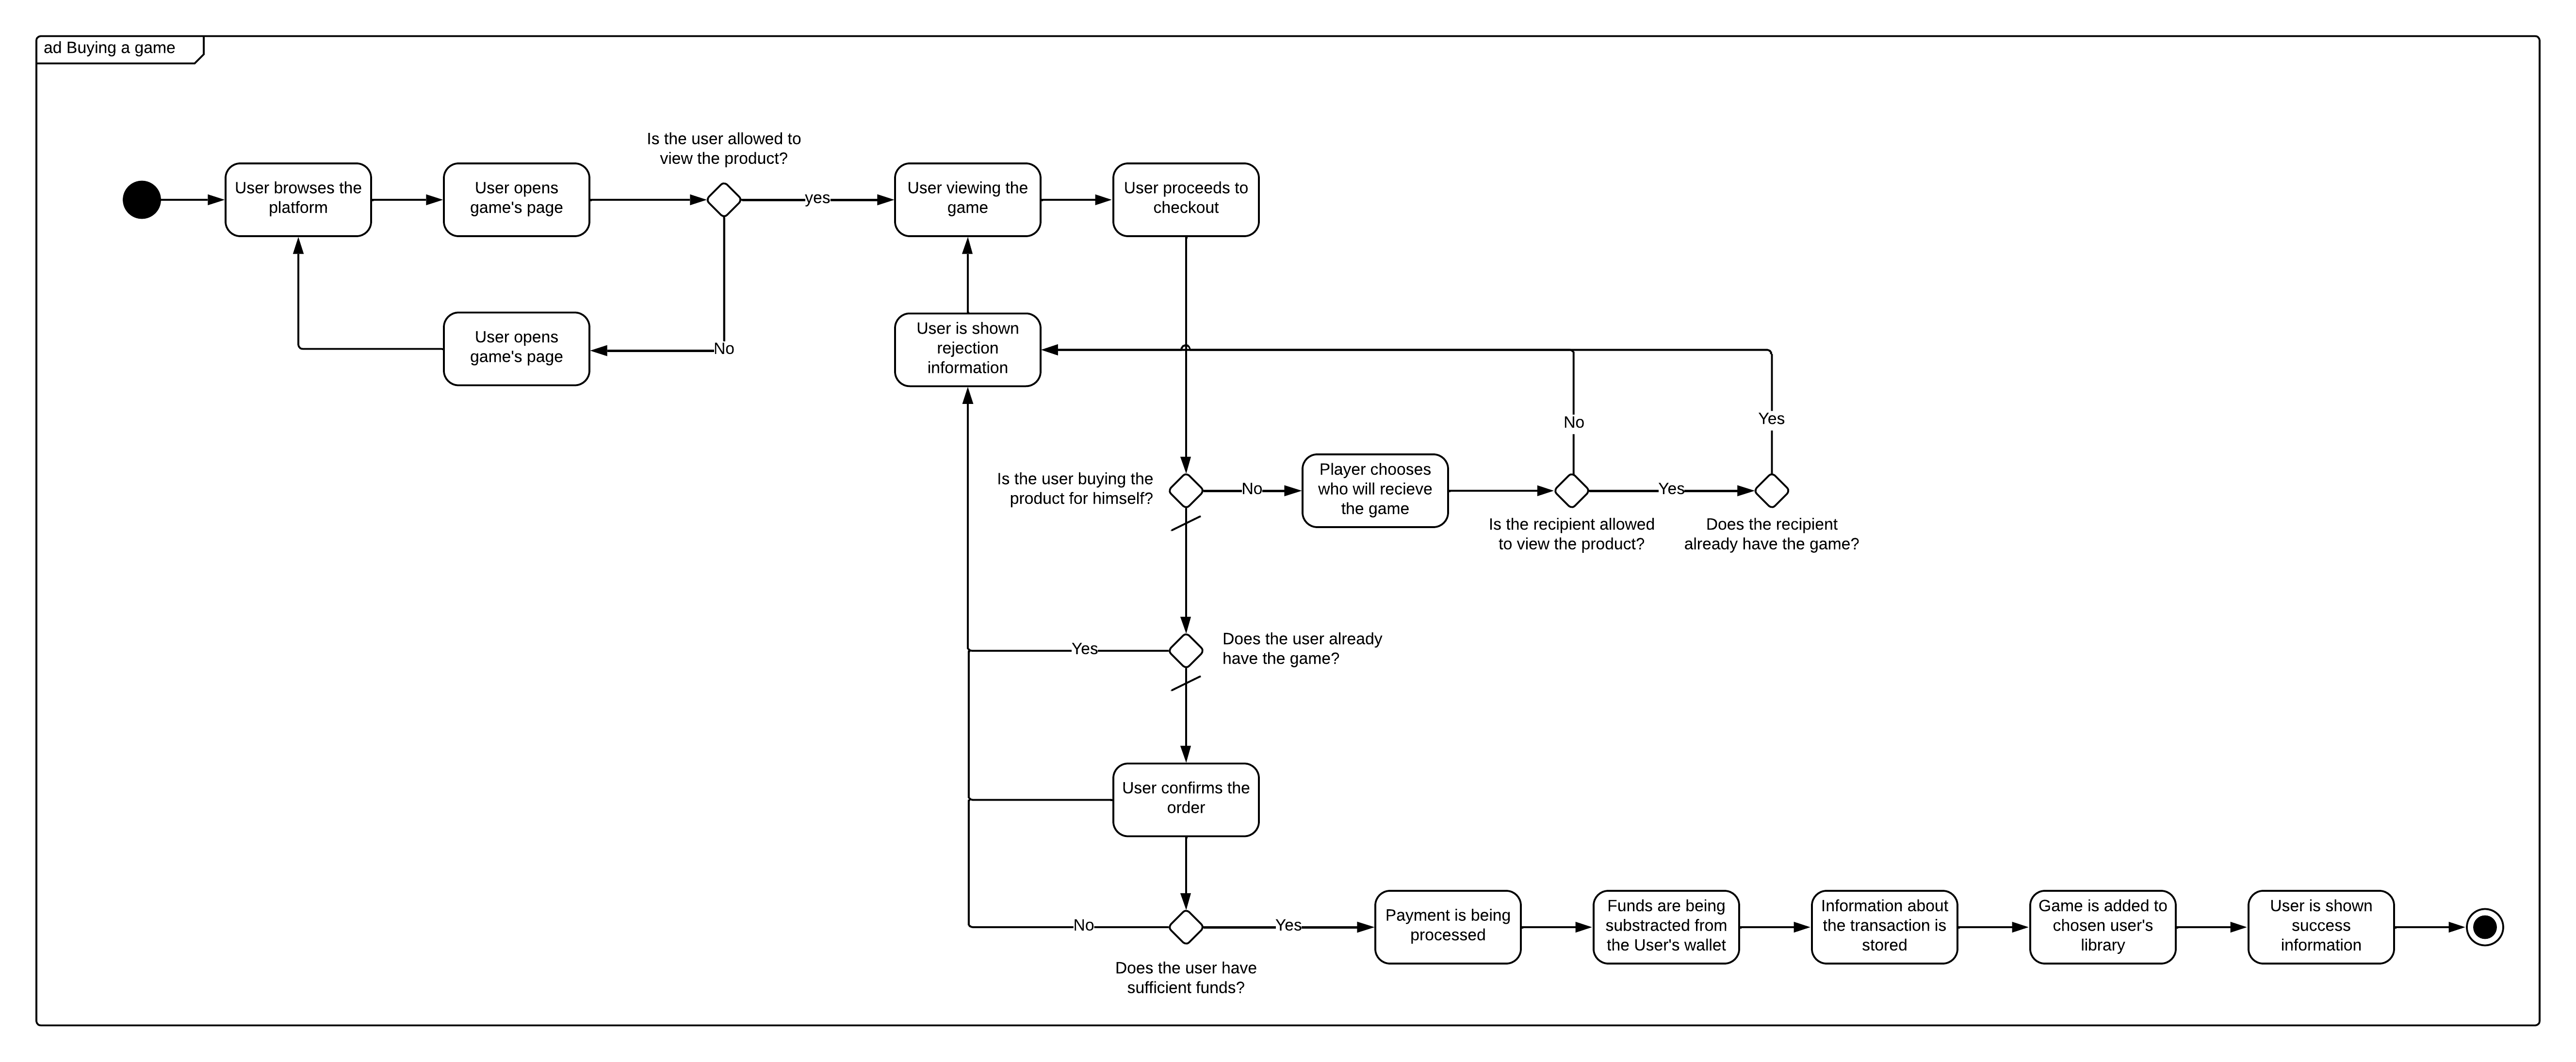 ad Buying a game
Is the user allowed to
view the product?
User browses the
platform
User opens
game's page
yes
User viewing the
game
User proceeds to
checkout
User opens
game's page
No
User is shown
rejection
information
No
Yes
Is the user buying the
product for himself?
No
Player chooses
who will recieve
the game
Yes
Is the recipient allowed
to view the product?
Does the recipient
already have the game?
Yes
Does the user already
have the game?
User confirms the
order
No
Yes
Does the user have
sufficient funds?
Payment is being
processed
Funds are being
substracted from
the User's wallet
Information about
the transaction is
stored
Game is added to
chosen user's
library
User is shown
success
information